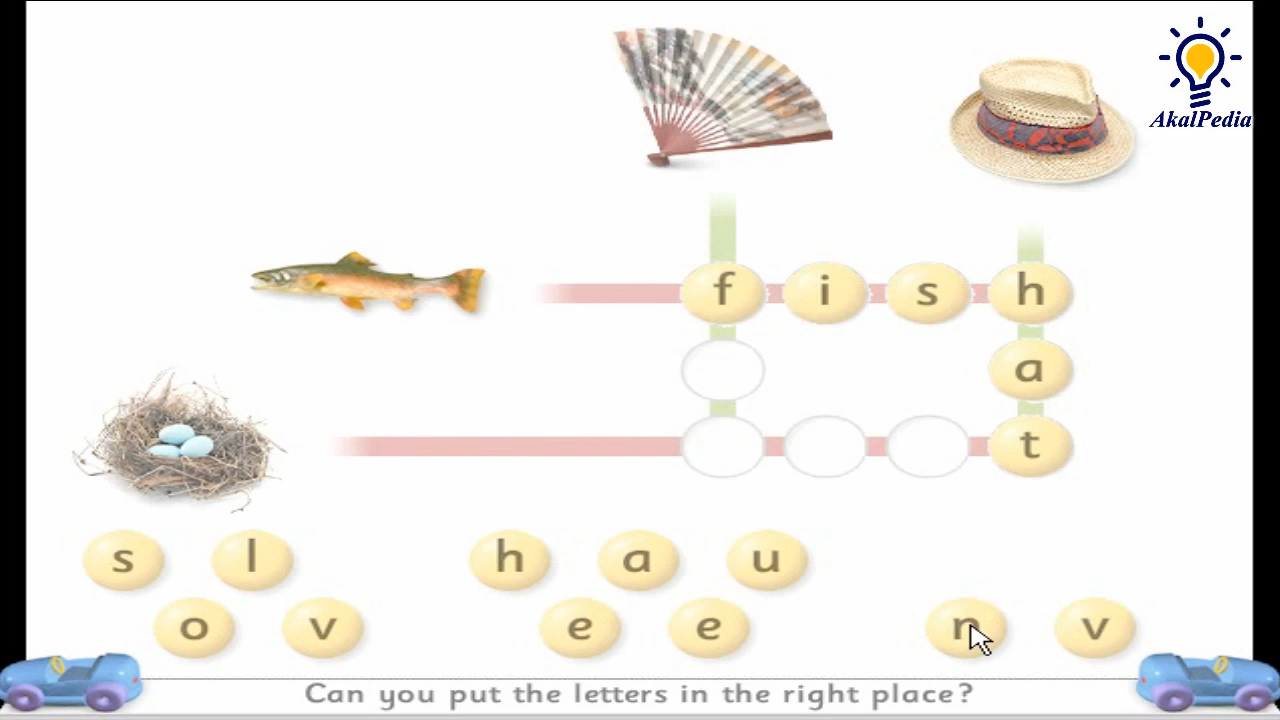 AkalPedia
f i s h
a
t
s l h a u
o v e e n v
Can you put the letters in the right place?